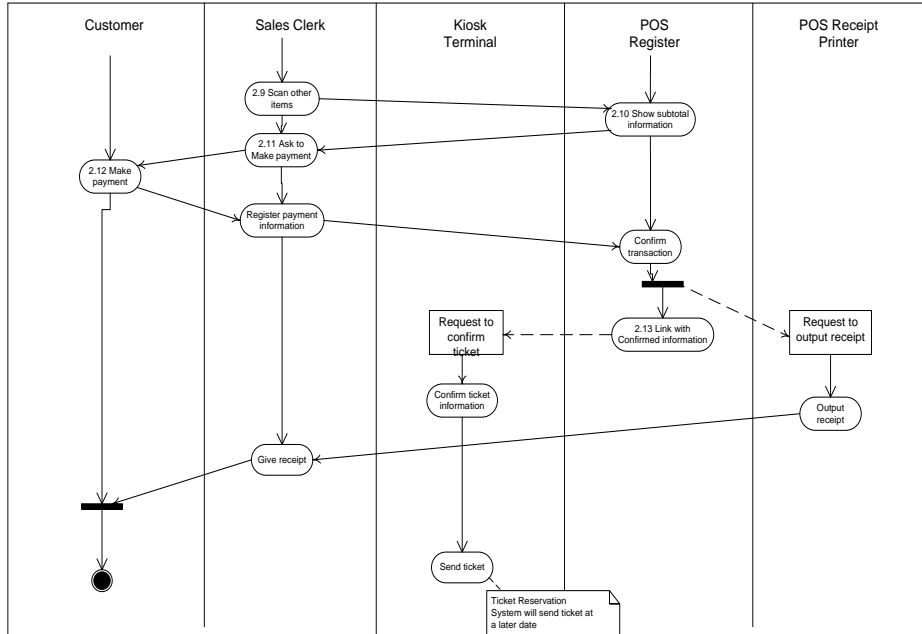 Customer
Sales Clerk
Kiosk
Terminal
POS
Register
POS Receipt
Printer
2.9 Scan other
items
2.10 Show subtotal
information
2.11 Ask to
Make payment
2.12 Make
payment
Register payment
information
Confirm
transaction
Request to
confirm
ticket
2.13 Link with
Confirmed information
Request to
output receipt
Confirm ticket
information
Output
receipt
Give receipt
Send ticket
Ticket Reservation
System will send ticket at
a later date